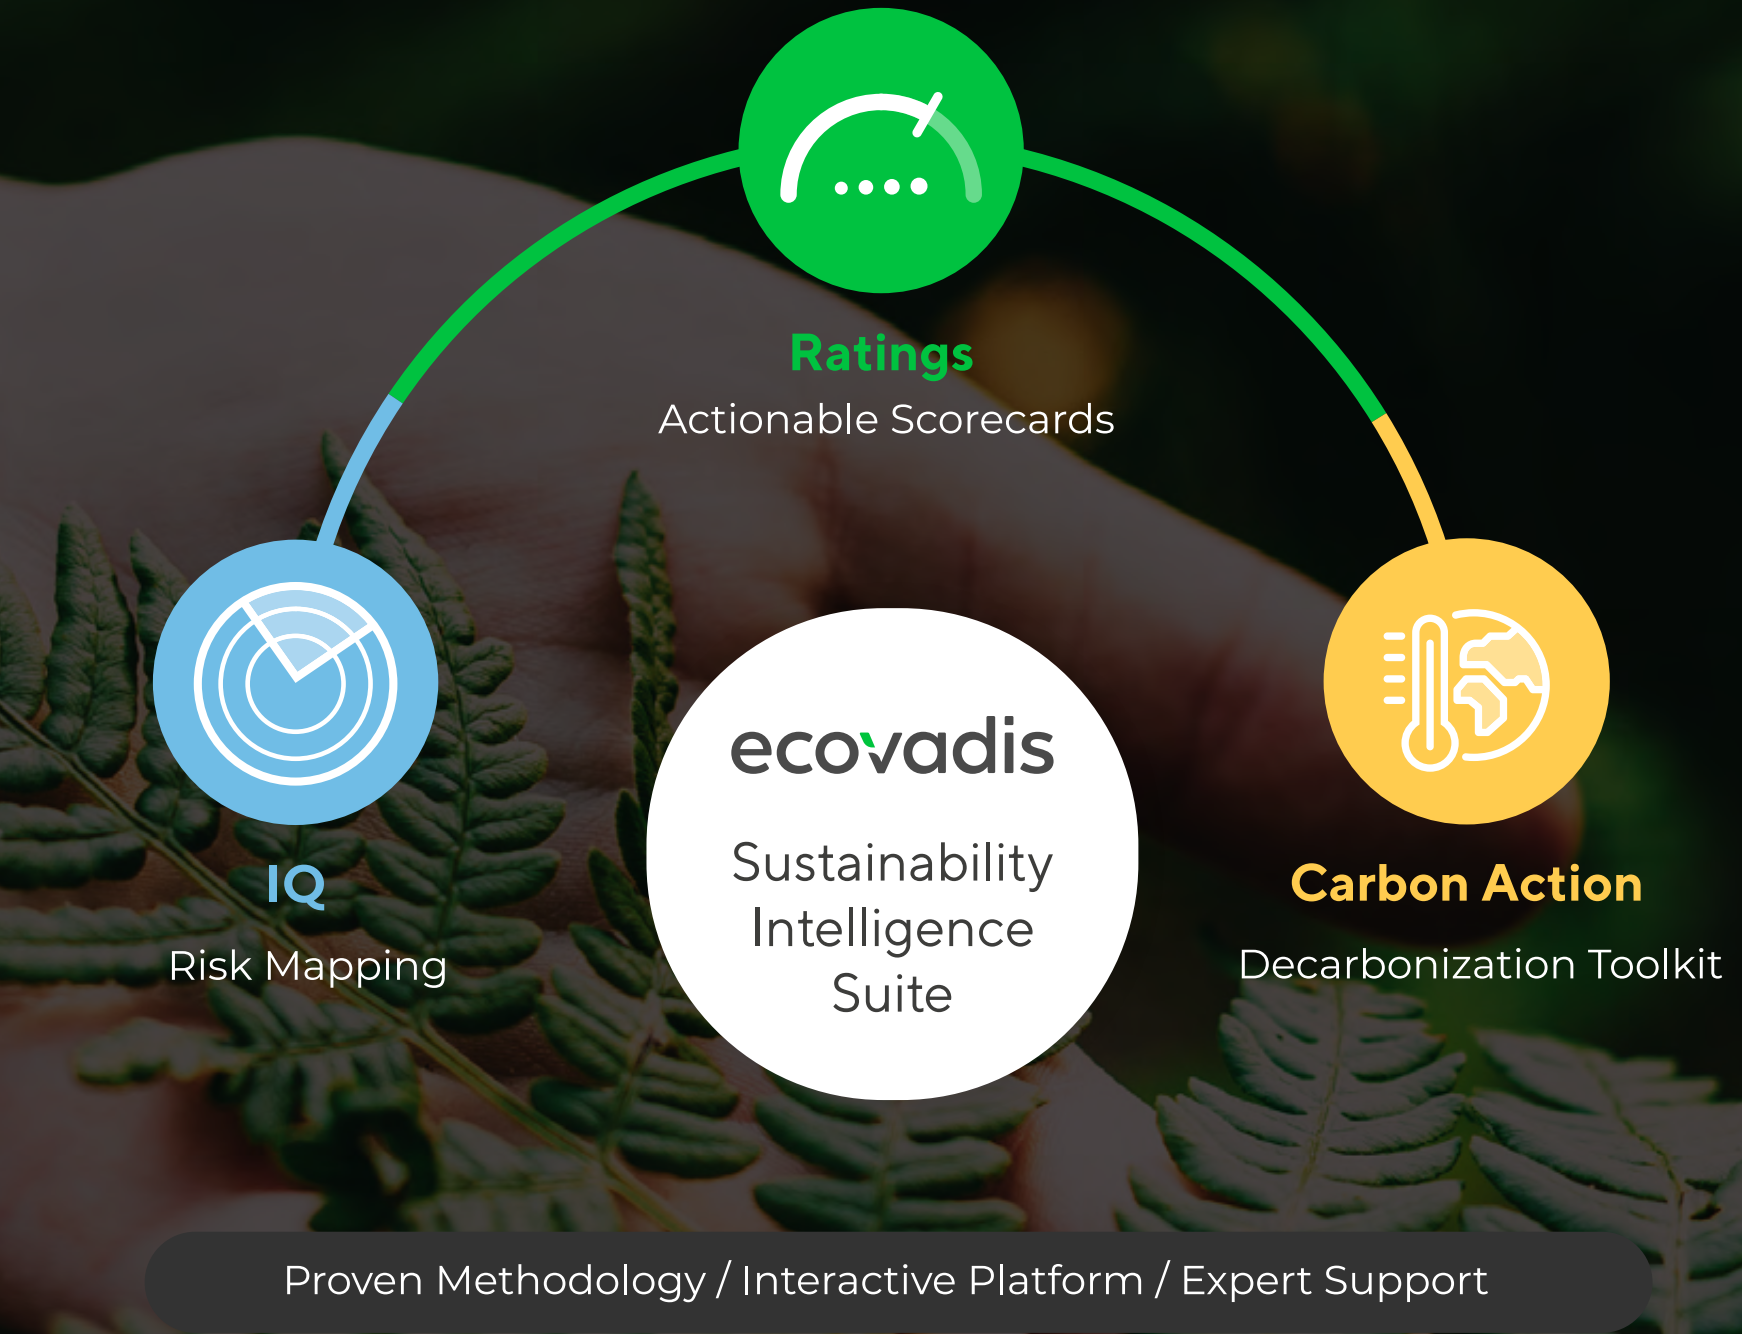 Ratings
Actionable Scorecards
IQ
Risk Mapping
ecovadis
Sustainability
Intelligence
Suite
Carbon Action
Decarbonization Toolkit
Proven Methodology / Interactive Platform / Expert Support